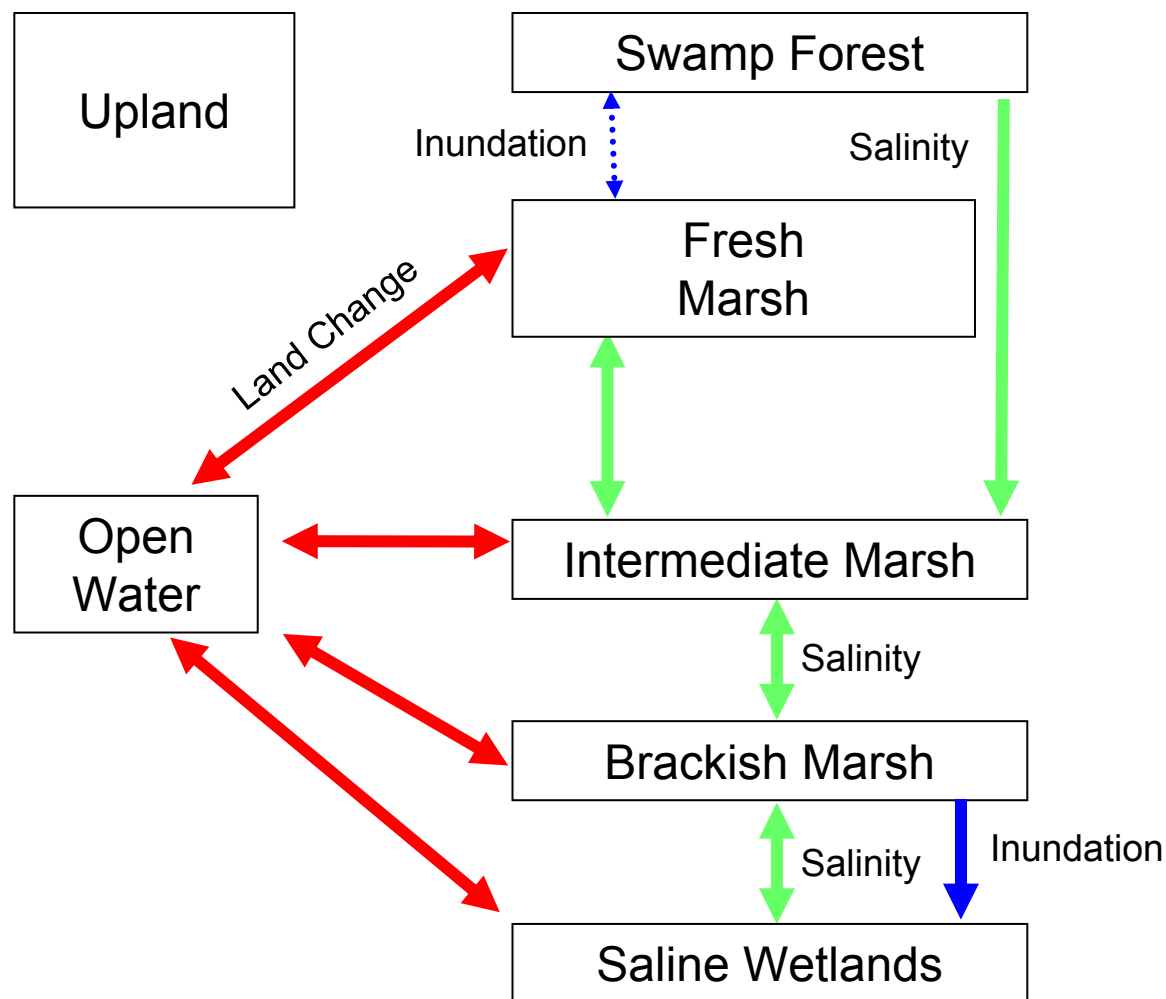 Upland
Swamp Forest
Inundation
Salinity
Fresh
Marsh
Land Change
Open
Water
Intermediate Marsh
Salinity
Brackish Marsh
Salinity
Inundation
Saline Wetlands